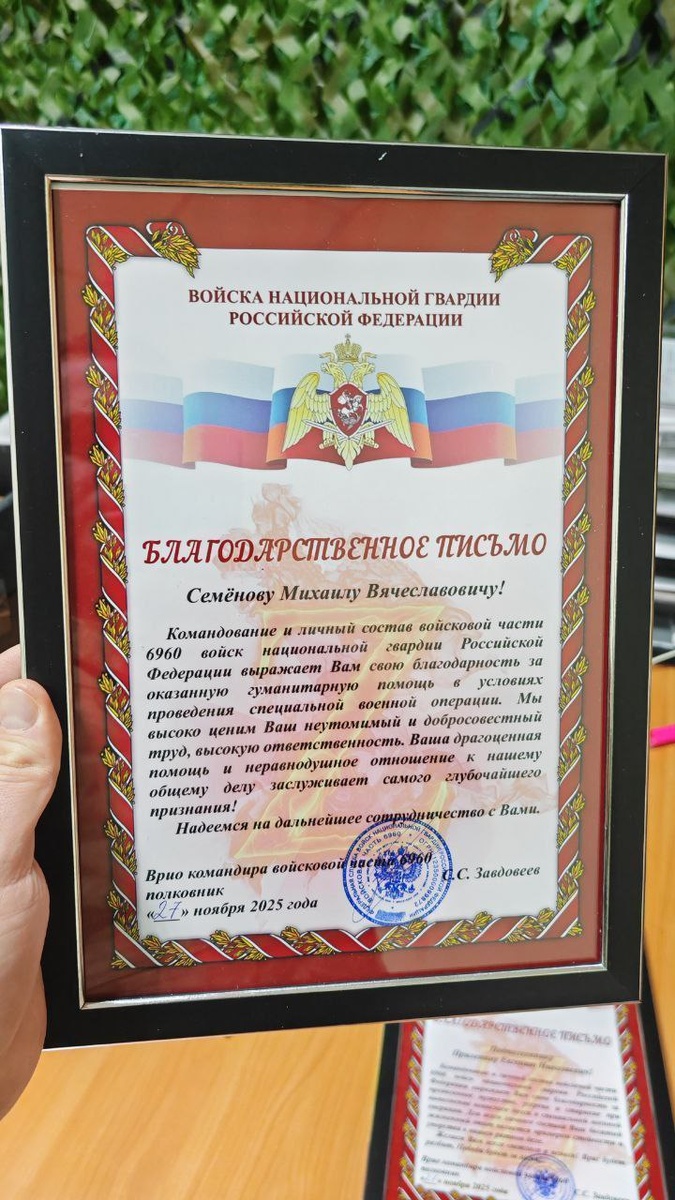 ВОЙСКА НАЦИОНАЛЬНОЙ ГВАРДИИ
РОССИЙСКОЙ ФЕДЕРАЦИИ
БЛАГОДАРСТВЕННОЕ ПИСЬМО
Семёнову Михаилу Вячеславовичу!
Командование и личный состав войсковой части
6960 войск национальной гвардии Российской
Федерации выражает Вам свою благодарность за
оказанную гуманитарную помощь в условиях
проведения специальной военной операции. Мы
высоко ценим Ваш неутомимый и добросовестный
труд, высокую ответственность. Ваша драгоценная
помощь и неравнодушное отношение к нашему
общему делу заслуживает самого глубочайшего
признания!
Надеемся на дальнейшее сотрудничество с Вами.
Врио командира войсковой части 6960
полковник
С.С. Завдовеев
«27» ноября 2025 года
БЛАГОДАРСТВЕННОЕ ПИСЬМО